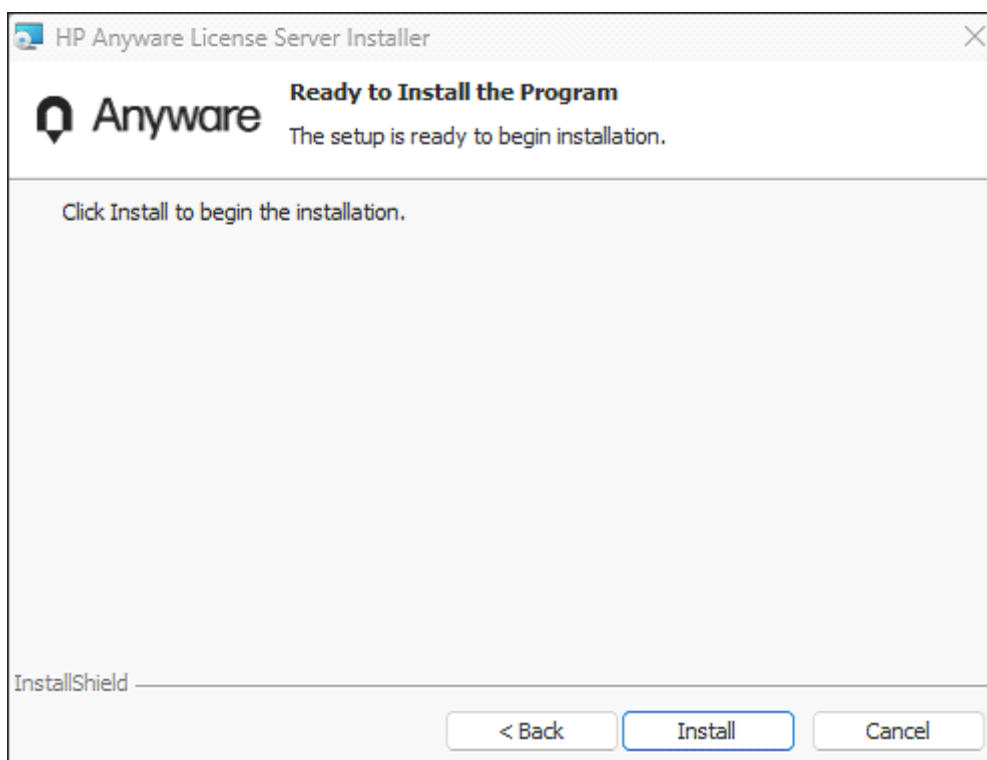 HP Anyware License Server Installer
Anyware
Ready to Install the Program
The setup is ready to begin installation.
Click Install to begin the installation.
InstallShield
< Back
Install
Cancel